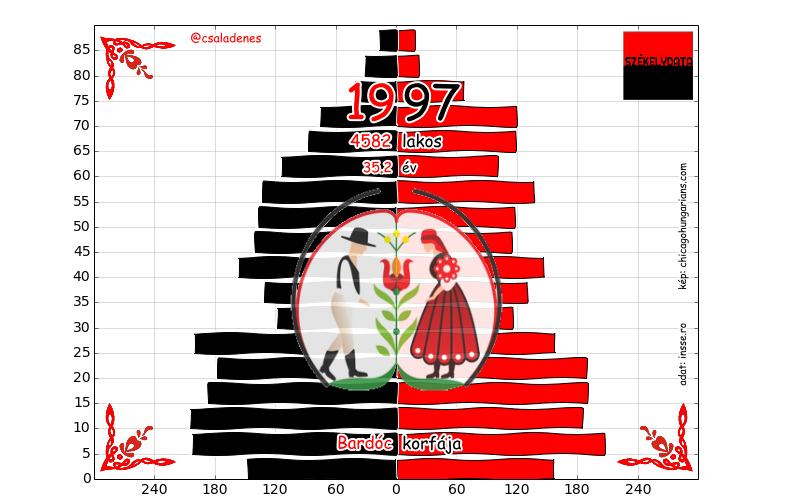 @csaladenes
SZÉKELYDATA
1997
4582 lakos
35.2 év
Bardóc korfája
kép: chicagohungarians.com
adat: insse.ro
85
80
75
70
65
60
55
50
45
40
35
30
25
20
15
10
5
0
240 180 120 60 0 60 120 180 240